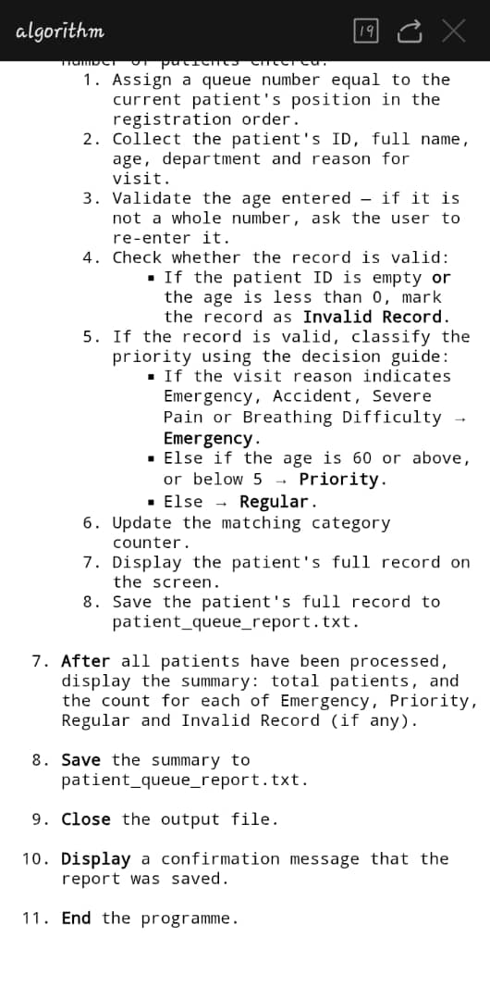 algorithm
19
1. Assign a queue number equal to the
current patient's position in the
registration order.
2. Collect the patient's ID, full name,
age, department and reason for
visit.
3. Validate the age entered – if it is
not a whole number, ask the user to
re-enter it.
4. Check whether the record is valid:
▪ If the patient ID is empty or
the age is less than 0, mark
the record as Invalid Record.
5. If the record is valid, classify the
priority using the decision guide:
▪ If the visit reason indicates
Emergency, Accident, Severe
Pain or Breathing Difficulty →
Emergency.
▪ Else if the age is 60 or above,
or below 5 → Priority.
▪ Else → Regular.
6. Update the matching category
counter.
7. Display the patient's full record on
the screen.
8. Save the patient's full record to
patient_queue_report.txt.
7. After all patients have been processed,
display the summary: total patients, and
the count for each of Emergency, Priority,
Regular and Invalid Record (if any).
8. Save the summary to
patient_queue_report.txt.
9. Close the output file.
10. Display a confirmation message that the
report was saved.
11. End the programme.